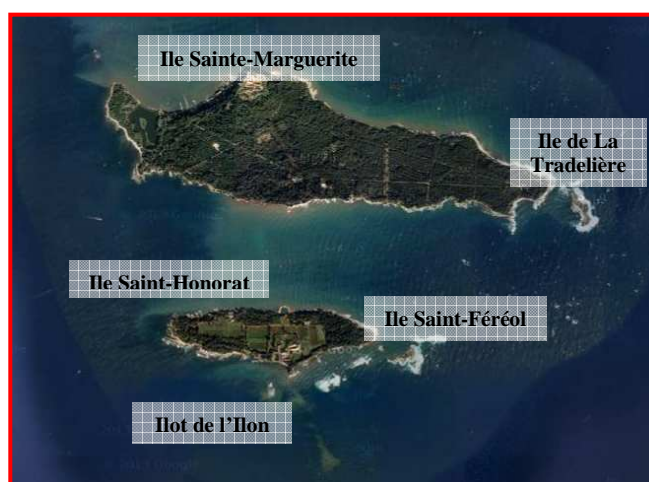 Ile Sainte-Marguerite
Ile de La
Tradelière
Ile Saint-Honorat
Ile Saint-Féréol
Ilot de l'Ilon